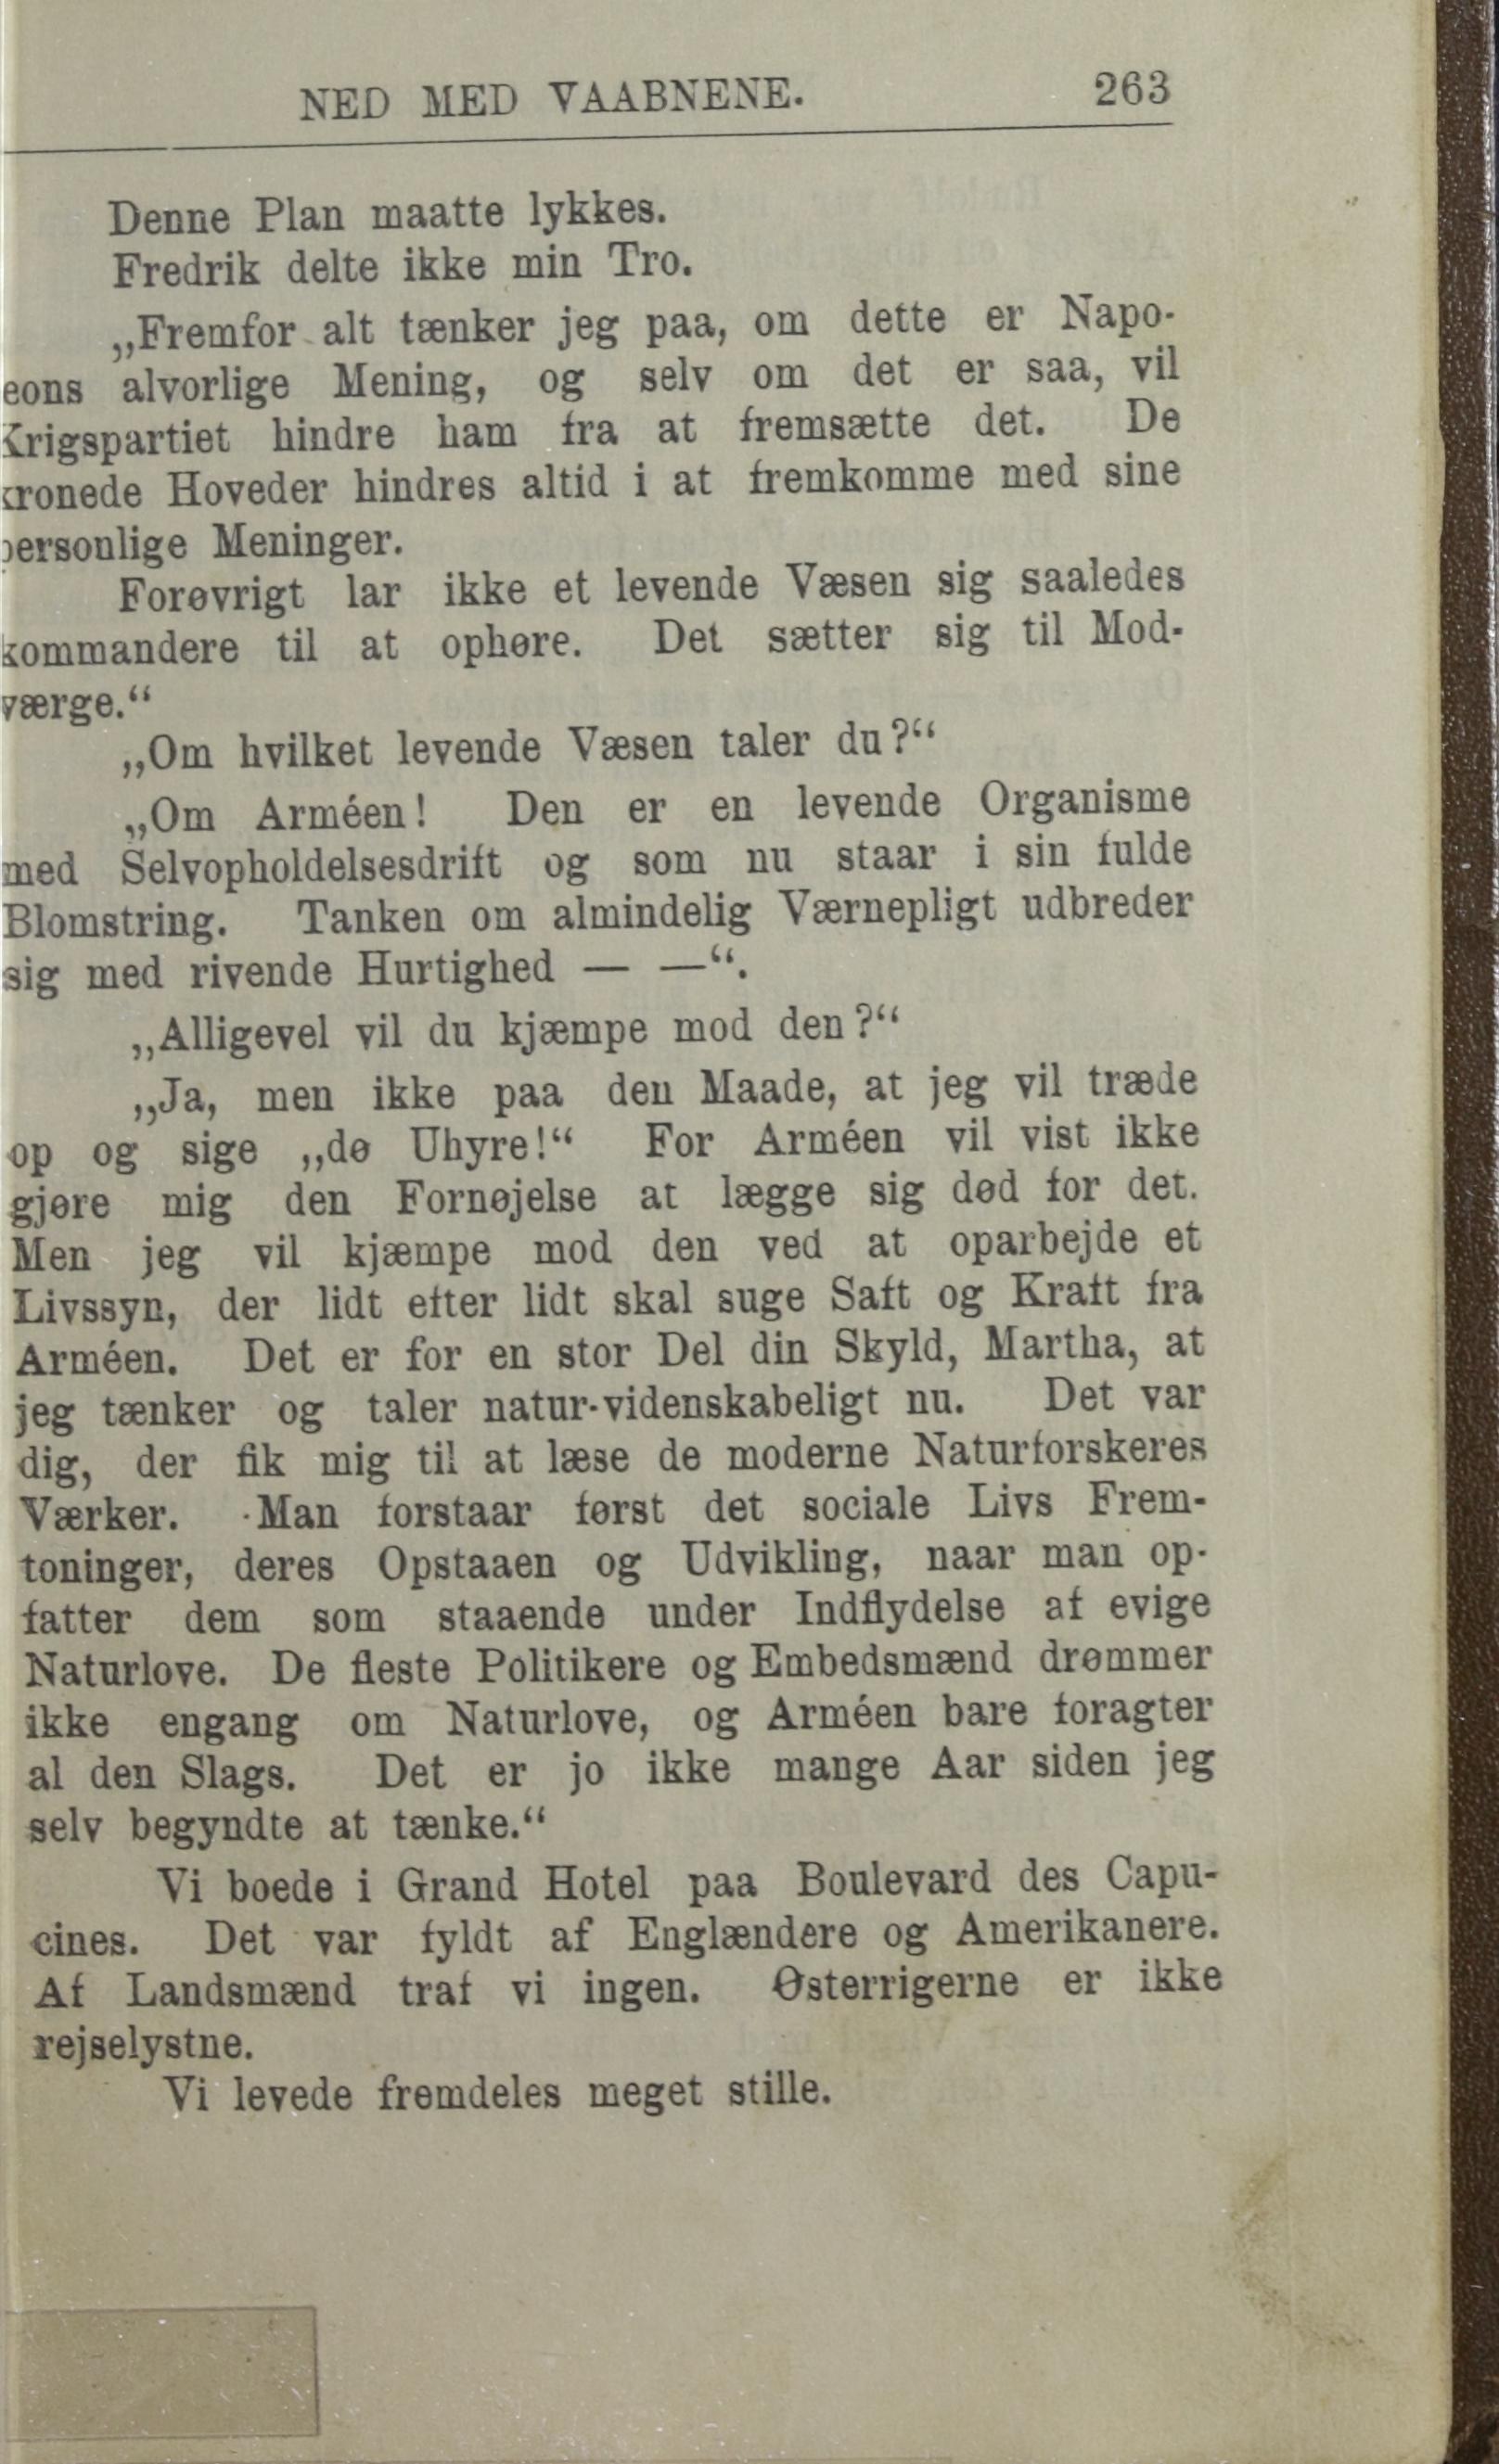 NED MED VAABNENE. 263
Denne Plan maatte lykkes.
Fredrik delte ikke min Tro.
„Fremfor alt tænker jeg paa, om dette er Napo-
eons alvorlige Mening, og selv om det er saa, vil
Krigspartiet hindre ham fra at fremsætte det. De
kronede Hoveder hindres altid i at fremkomme med sine
personlige Meninger.
Forøvrigt lar ikke et levende Væsen sig saaledes
kommandere til at ophøre. Det sætter sig til Mod-
værge.“
„Om hvilket levende Væsen taler du?“
„Om Arméen! Den er en levende Organisme
med Selvopholdelsesdrift og som nu staar i sin fulde
Blomstring. Tanken om almindelig Værnepligt udbreder
sig med rivende Hurtighed — —“.
„Alligevel vil du kjæmpe mod den?“
„Ja, men ikke paa den Maade, at jeg vil træde
op og sige „dø Uhyre!“ For Arméen vil vist ikke
gjøre mig den Fornøjelse at lægge sig død for det.
Men jeg vil kjæmpe mod den ved at oparbejde et
Livssyn, der lidt efter lidt skal suge Saft og Kraft fra
Arméen. Det er for en stor Del din Skyld, Martha, at
jeg tænker og taler natur-videnskabeligt nu. Det var
dig, der fik mig til at læse de moderne Naturforskeres
Værker. Man forstaar først det sociale Livs Frem-
toninger, deres Opstaaen og Udvikling, naar man op-
fatter dem som staaende under Indflydelse af evige
Naturlove. De fleste Politikere og Embedsmænd drømmer
ikke engang om Naturlove, og Arméen bare foragter
al den Slags. Det er jo ikke mange Aar siden jeg
selv begyndte at tænke.“
Vi boede i Grand Hotel paa Boulevard des Capu-
cines. Det var fyldt af Englændere og Amerikanere.
Af Landsmænd traf vi ingen. Østerrigerne er ikke
rejselystne.
Vi levede fremdeles meget stille.